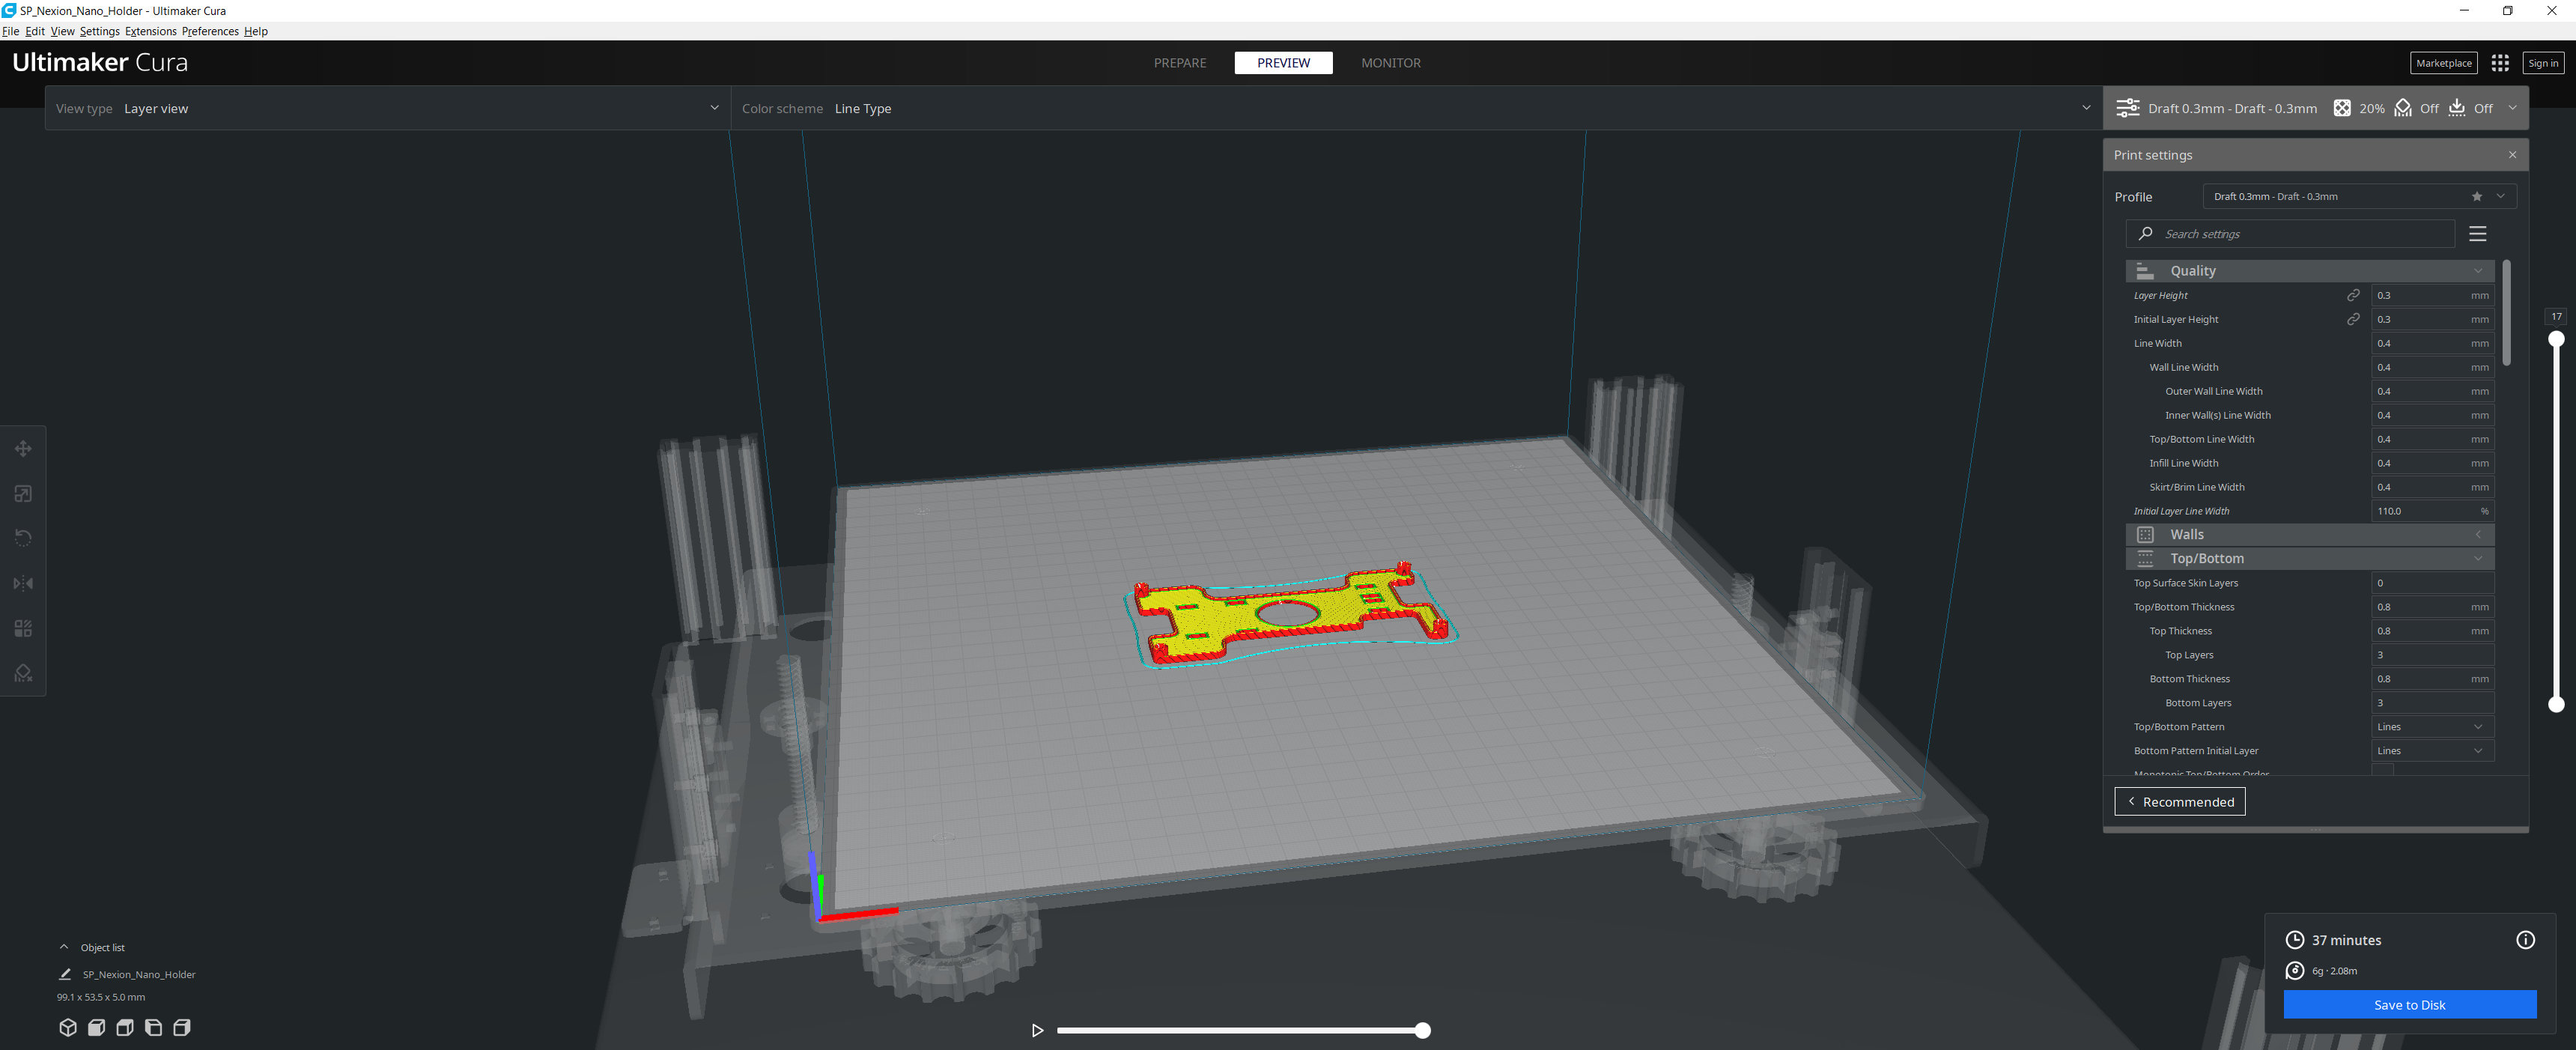 SP_Nexion_Nano_Holder - Ultimaker Cura
File Edit View Settings Extensions Preferences Help
Ultimaker Cura
PREPARE PREVIEW MONITOR
Marketplace Sign in
View type Layer view
Color scheme Line Type
Draft 0.3mm - Draft - 0.3mm 20% Off Off
Print settings
Profile Draft 0.3mm - Draft - 0.3mm
Search settings
Quality
Layer Height 0.3 mm
Initial Layer Height 0.3 mm
Line Width 0.4 mm
Wall Line Width 0.4 mm
Outer Wall Line Width 0.4 mm
Inner Wall(s) Line Width 0.4 mm
Top/Bottom Line Width 0.4 mm
Infill Line Width 0.4 mm
Skirt/Brim Line Width 0.4 mm
Initial Layer Line Width 110.0 %
Walls
Top/Bottom
Top Surface Skin Layers 0
Top/Bottom Thickness 0.8 mm
Top Thickness 0.8 mm
Top Layers 3
Bottom Thickness 0.8 mm
Bottom Layers 3
Top/Bottom Pattern Lines
Bottom Pattern Initial Layer Lines
Monotonic Top/Bottom Order
Recommended
17
Object list
SP_Nexion_Nano_Holder
99.1 x 53.5 x 5.0 mm
37 minutes
6g · 2.08m
Save to Disk